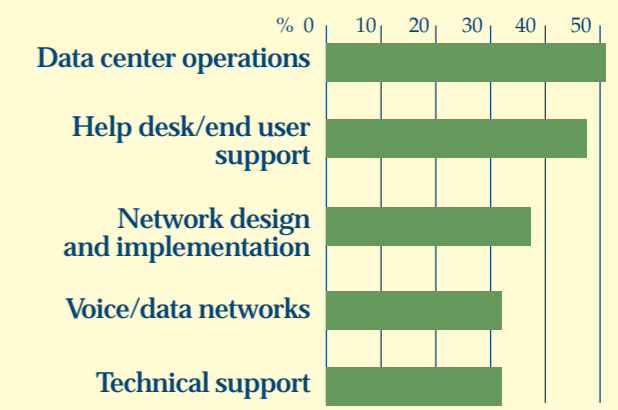 % 0 10 20 30 40 50
Data center operations
Help desk/end user
support
Network design
and implementation
Voice/data networks
Technical support